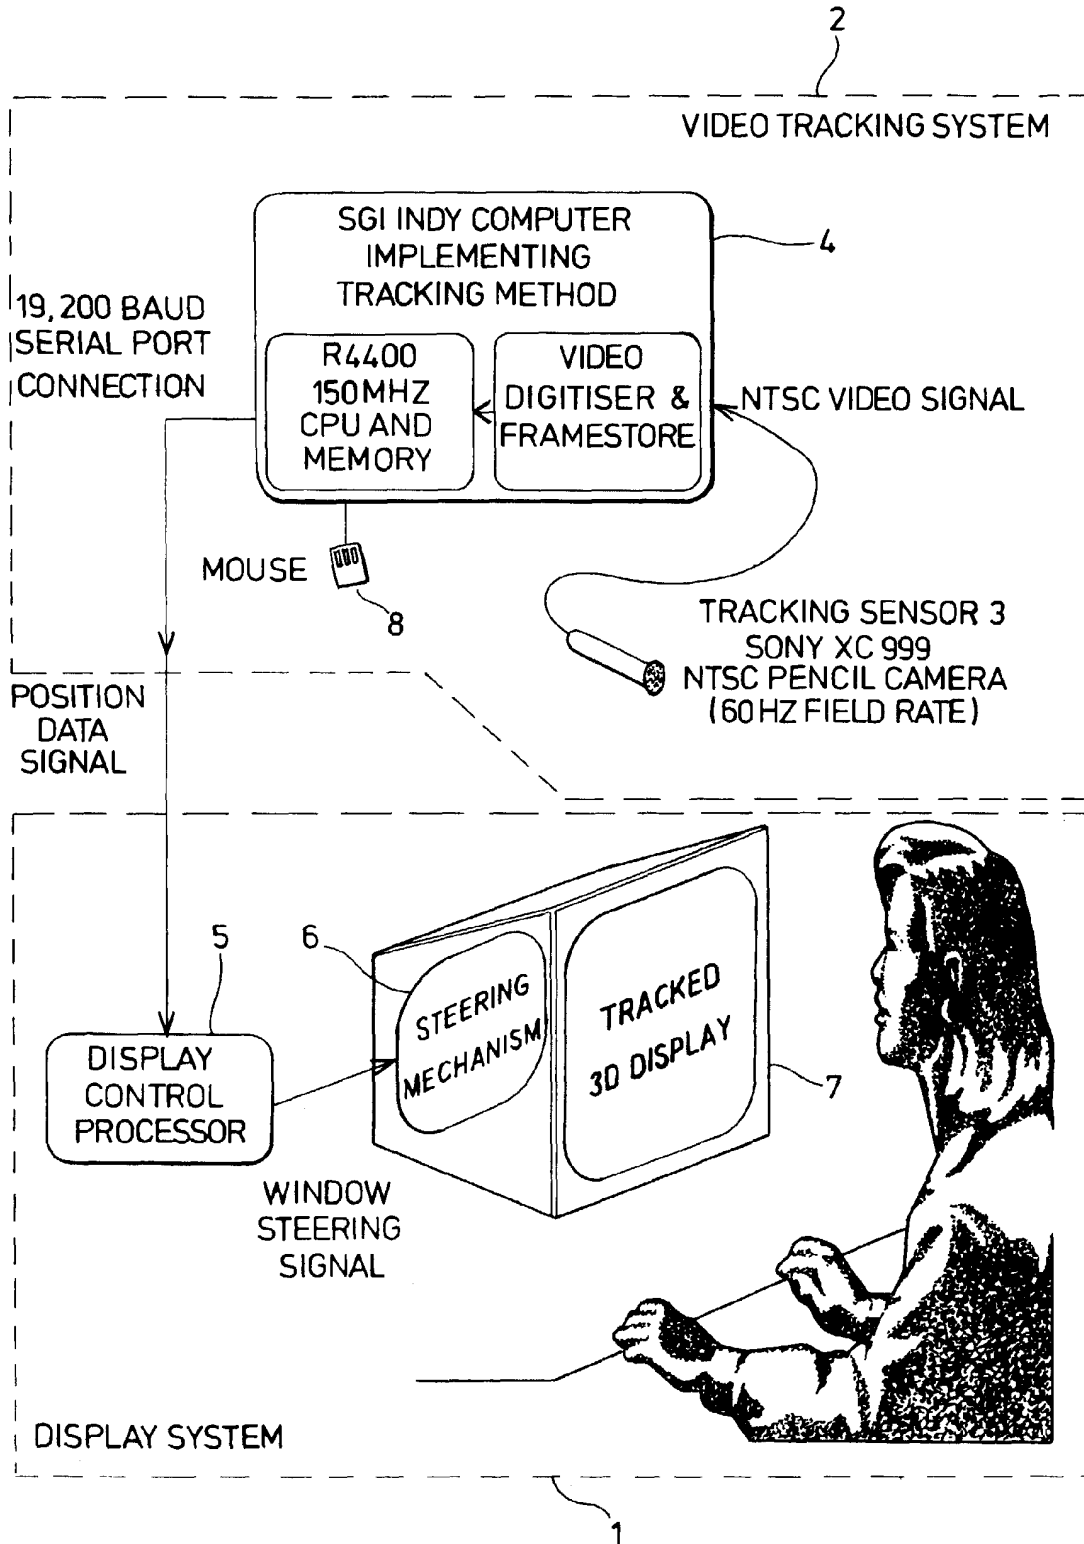 2
VIDEO TRACKING SYSTEM
SGI INDY COMPUTER
IMPLEMENTING
TRACKING METHOD
4
19,200 BAUD
SERIAL PORT
CONNECTION
R4400
150MHZ
CPU AND
MEMORY
VIDEO
DIGITISER &
FRAMESTORE
NTSC VIDEO SIGNAL
MOUSE
8
TRACKING SENSOR 3
SONY XC 999
NTSC PENCIL CAMERA
(60HZ FIELD RATE)
POSITION
DATA
SIGNAL
5
6
STEERING
MECHANISM
TRACKED
3D DISPLAY
7
DISPLAY
CONTROL
PROCESSOR
WINDOW
STEERING
SIGNAL
DISPLAY SYSTEM
1